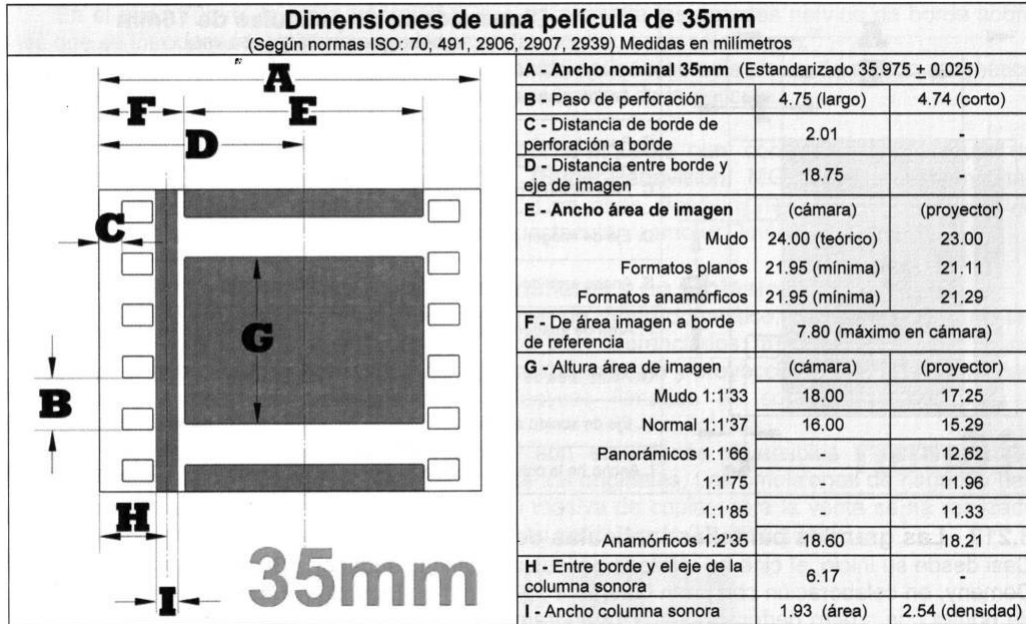 Dimensiones de una película de 35mm
(Según normas ISO: 70, 491, 2906, 2907, 2939) Medidas en milímetros
A
F
E
D
C
G
B
H
I
35mm
A - Ancho nominal 35mm (Estandarizado 35.975 ± 0,025)
B - Paso de perforación 4.75 (largo) 4.74 (corto)
C - Distancia de borde de
perforación a borde 2.01 -
D - Distancia entre borde y
eje de imagen 18.75 -
E - Ancho área de imagen (cámara) (proyector)
Mudo 24.00 (teórico) 23.00
Formatos planos 21.95 (mínima) 21.11
Formatos anamórficos 21.95 (mínima) 21.29
F - De área imagen a borde
de referencia 7.80 (máximo en cámara)
G - Altura área de imagen (cámara) (proyector)
Mudo 1:1'33 18.00 17.25
Normal 1:1'37 16.00 15.29
Panorámicos 1:1'66 - 12.62
1:1'75 - 11.96
1:1'85 - 11.33
Anamórficos 1:2'35 18.60 18.21
H - Entre borde y el eje de la
columna sonora 6.17 -
I - Ancho columna sonora 1.93 (área) 2.54 (densidad)